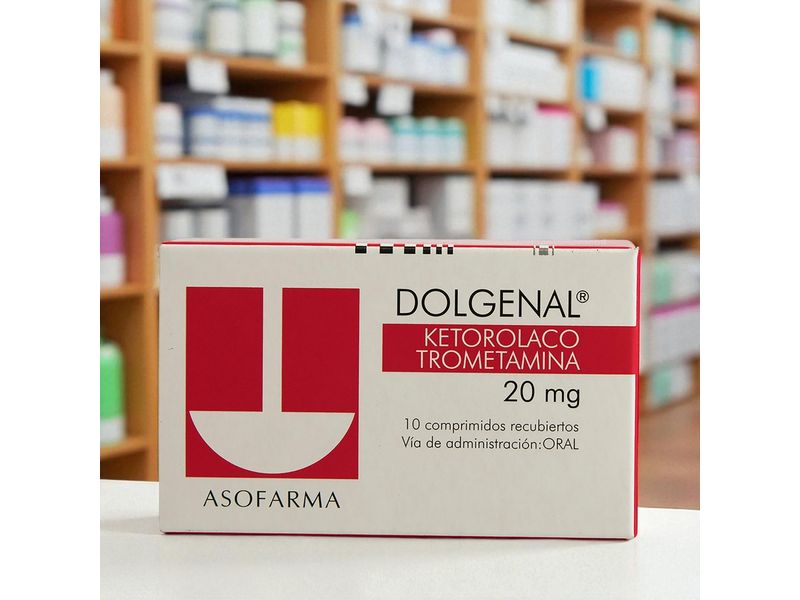 DOLGENAL®
KETOROLACO
TROMETAMINA
20 mg
10 comprimidos recubiertos
Vía de administración:ORAL
ASOFARMA